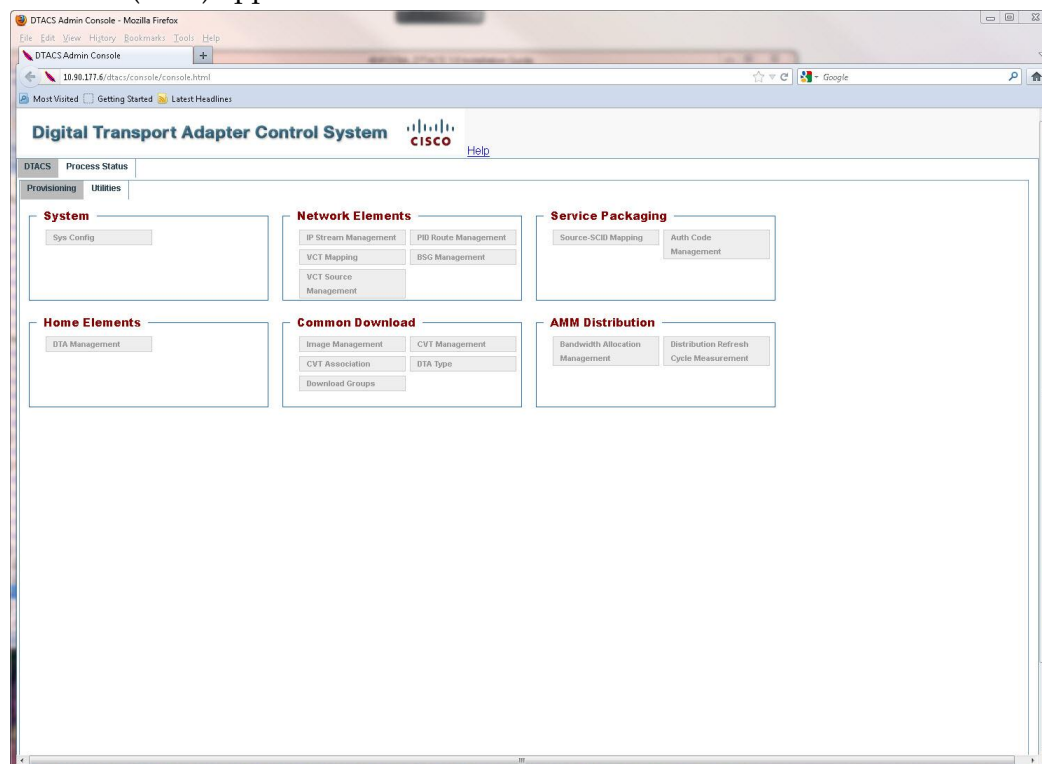 DTACS Admin Console - Mozilla Firefox
File Edit View History Bookmarks Tools Help
DTACS Admin Console +
10.90.177.6/dtacs/console/console.html
Google
Most Visited Getting Started Latest Headlines
Digital Transport Adapter Control System
CISCO
Help
DTACS Process Status
Provisioning Utilities
System
Sys Config
Network Elements
IP Stream Management PID Route Management
VCT Mapping BSG Management
VCT Source
Management
Service Packaging
Source-SCID Mapping
Auth Code
Management
Home Elements
DTA Management
Common Download
Image Management CVT Management
CVT Association DTA Type
Download Groups
AMM Distribution
Bandwidth Allocation
Management
Distribution Refresh
Cycle Measurement